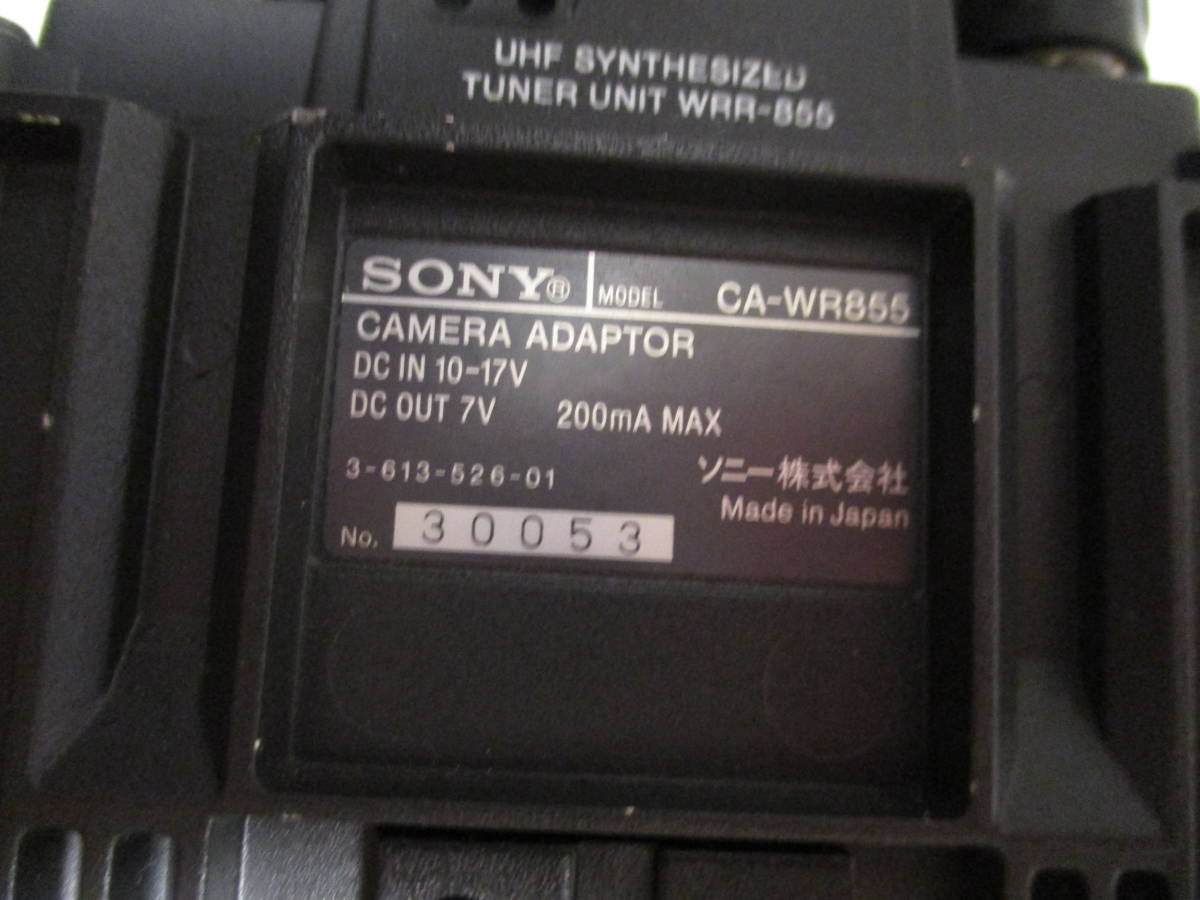 UHF SYNTHESIZED
TUNER UNIT WRR-855
SONY® MODEL CA-WR855
CAMERA ADAPTOR
DC IN 10-17V
DC OUT 7V 200mA MAX
3-613-526-01 ソニー株式会社
Made in Japan
No. 30053